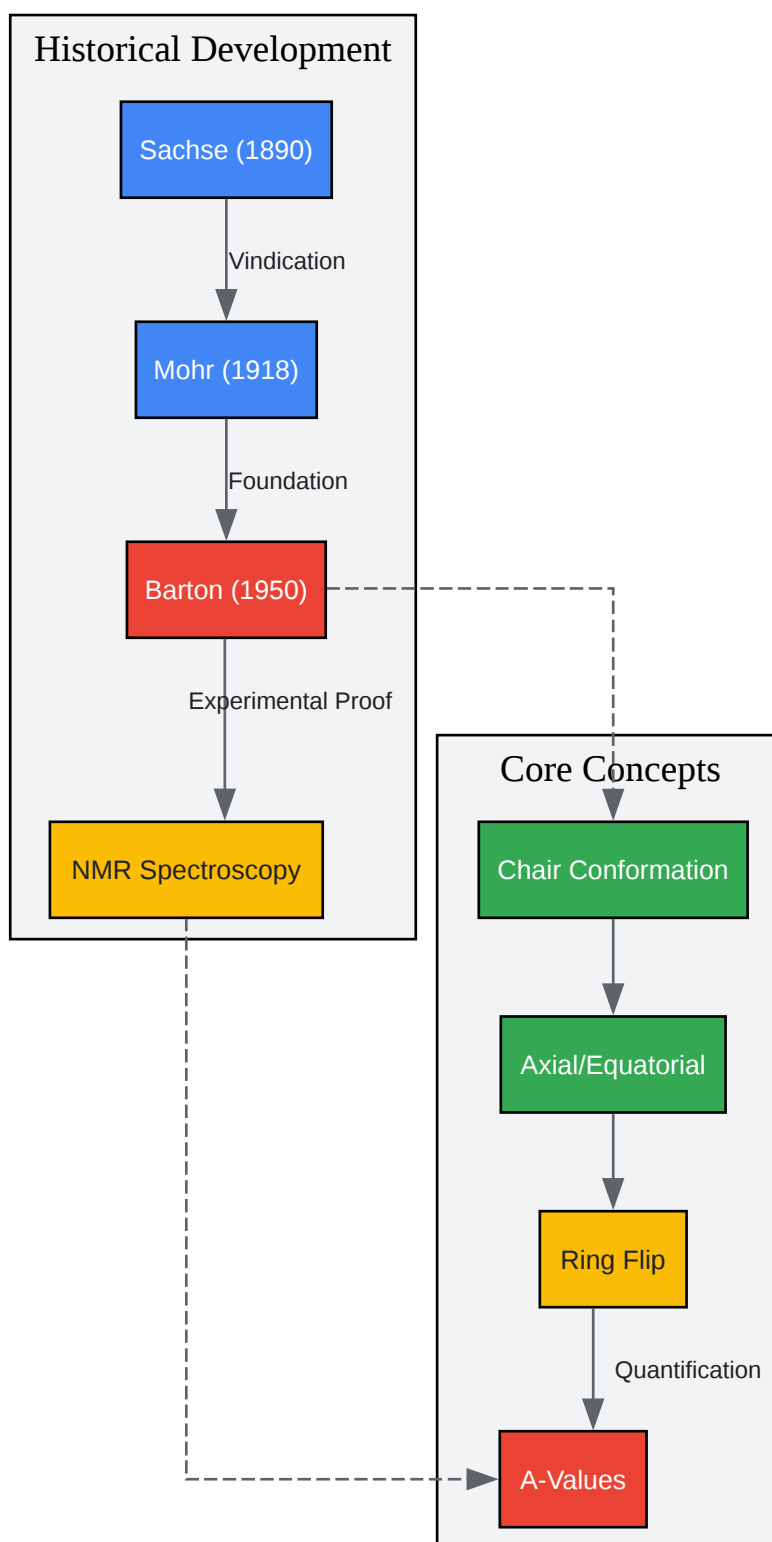 Historical Development
Sachse (1890)
Vindication
Mohr (1918)
Foundation
Barton (1950)
Experimental Proof
NMR Spectroscopy
Core Concepts
Chair Conformation
Axial/Equatorial
Ring Flip
Quantification
A-Values